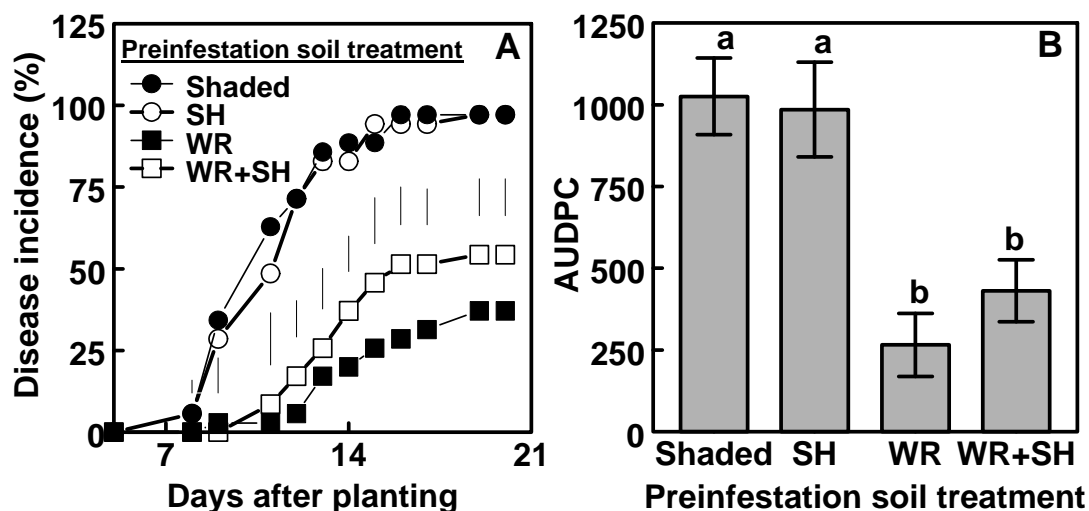 A
Preinfestation soil treatment
Shaded
SH
WR
WR+SH
Disease incidence (%)
125
100
75
50
25
0
7
14
21
Days after planting
B
AUDPC
1250
1000
750
500
250
0
a
a
b
b
Shaded SH WR WR+SH
Preinfestation soil treatment